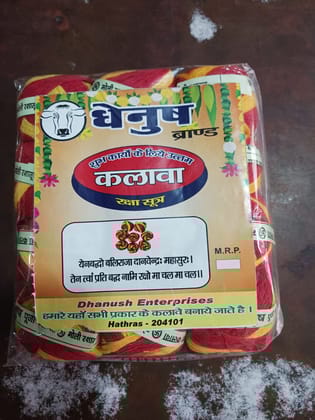 धेनुष
ब्राण्ड
शुभ कार्यो के लिये उत्तम
कलावा
रक्षा सूत्र
येनबद्धो बलिराजा दानवेन्द्रः महासुरः।
तेन त्वां प्रति बद्ध नामि रक्षो मा चल मा चल।।
M.R.P.
Dhanush Enterprises
हमारे यहाँ सभी प्रकार के कलावे बनाये जाते है।
Hathras - 204101
मोली रक्षा